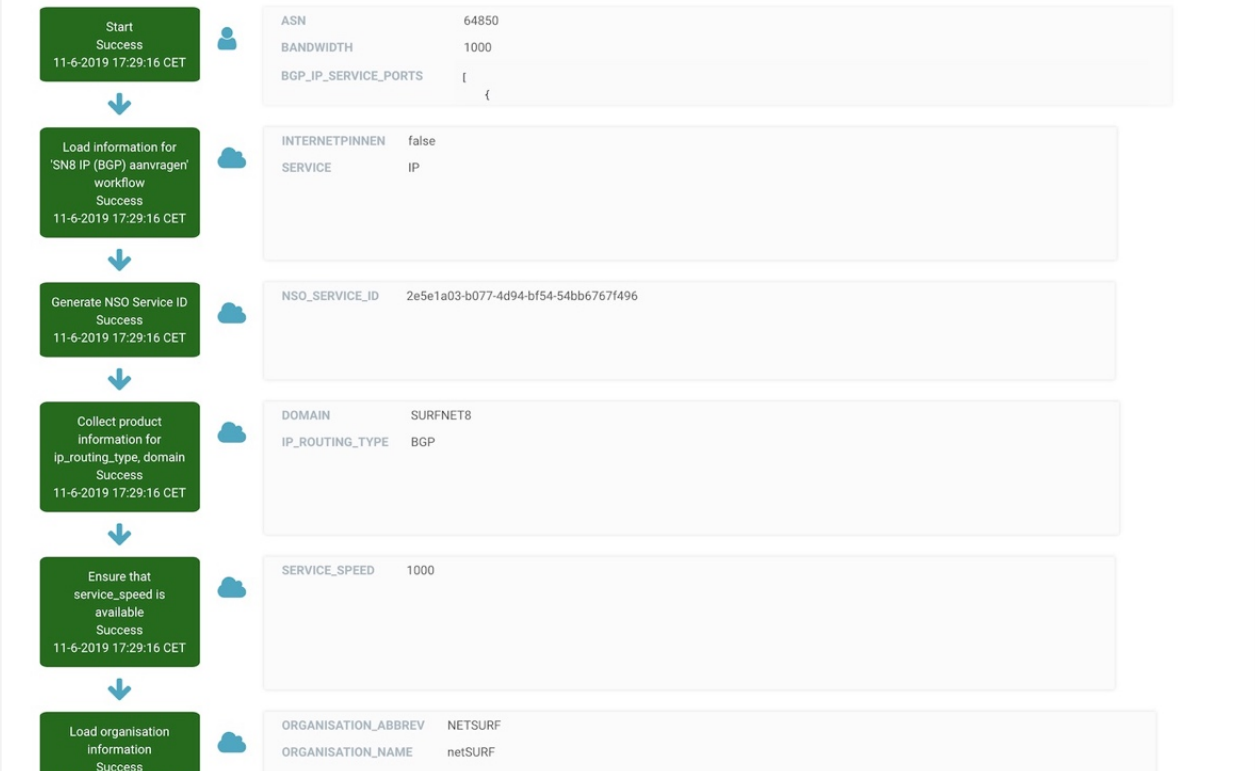 Start
Success
11-6-2019 17:29:16 CET
ASN 64850
BANDWIDTH 1000
BGP_IP_SERVICE_PORTS [
{
Load information for
'SN8 IP (BGP) aanvragen'
workflow
Success
11-6-2019 17:29:16 CET
INTERNETPINNEN false
SERVICE IP
Generate NSO Service ID
Success
11-6-2019 17:29:16 CET
NSO_SERVICE_ID 2e5e1a03-b077-4d94-bf54-54bb6767f496
Collect product
information for
ip_routing_type, domain
Success
11-6-2019 17:29:16 CET
DOMAIN SURFNET8
IP_ROUTING_TYPE BGP
Ensure that
service_speed is
available
Success
11-6-2019 17:29:16 CET
SERVICE_SPEED 1000
Load organisation
information
Success
ORGANISATION_ABBREV NETSURF
ORGANISATION_NAME netSURF